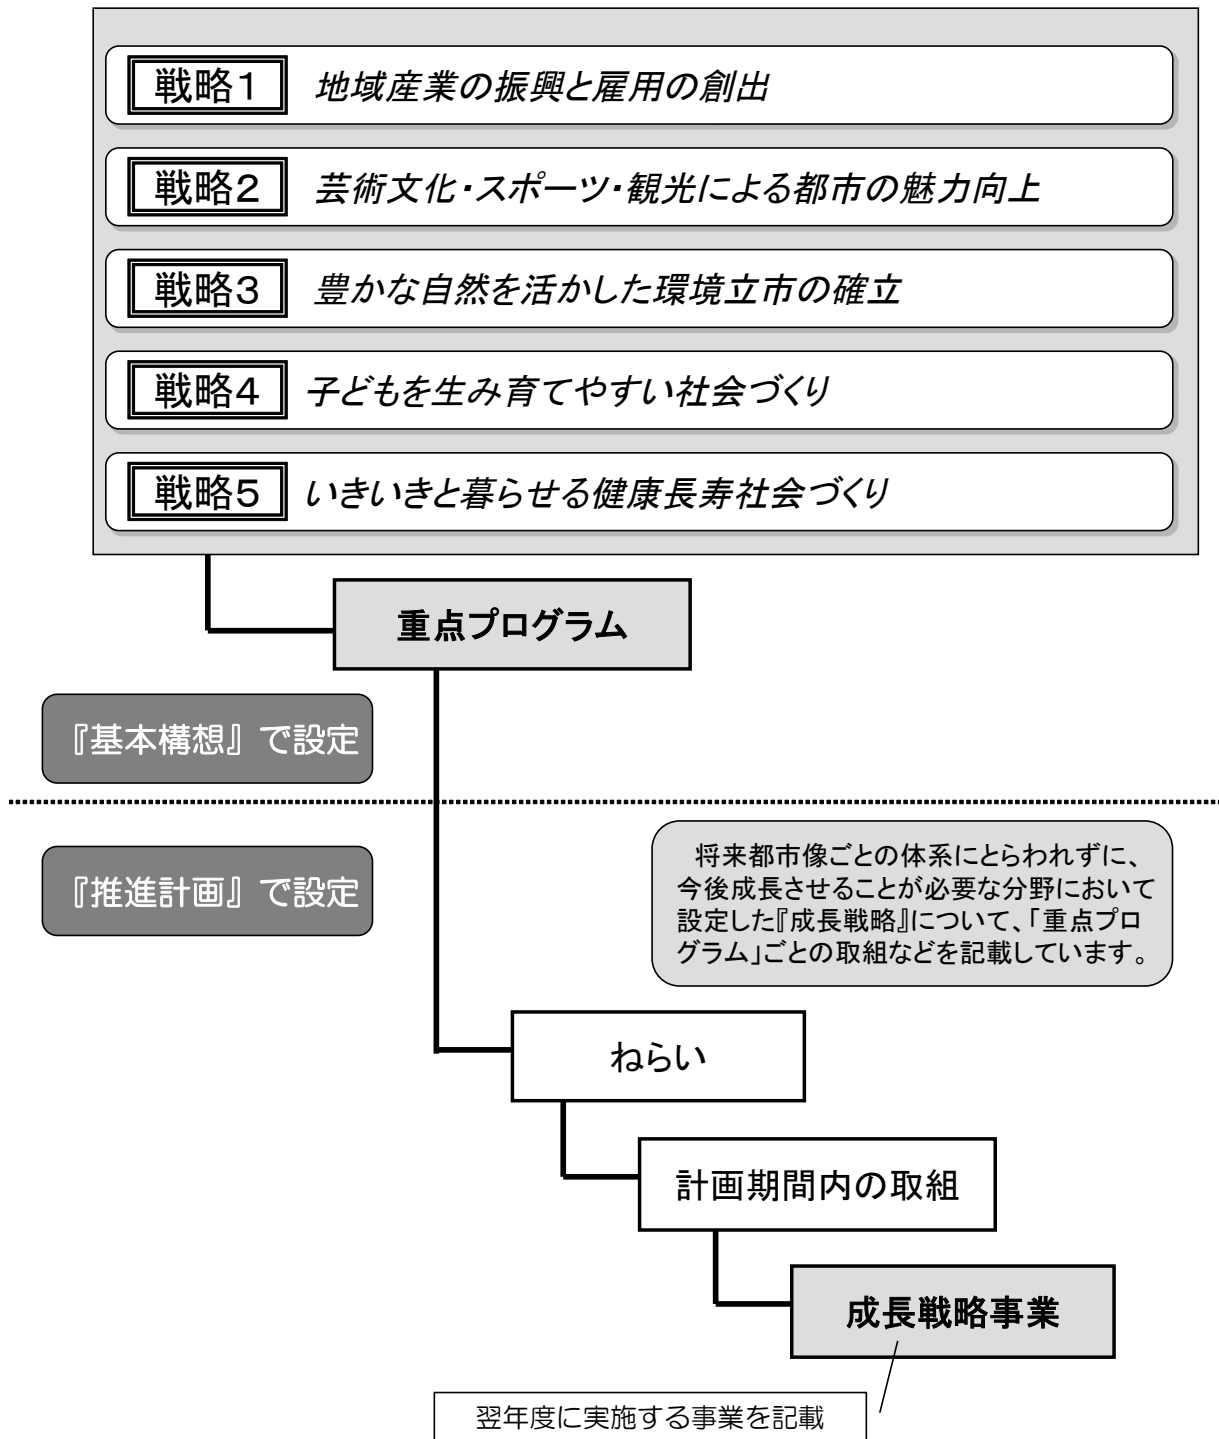 戦略1 地域産業の振興と雇用の創出
戦略2 芸術文化・スポーツ・観光による都市の魅力向上
戦略3 豊かな自然を活かした環境立市の確立
戦略4 子どもを生み育てやすい社会づくり
戦略5 いきいきと暮らせる健康長寿社会づくり
重点プログラム
『基本構想』で設定
『推進計画』で設定
将来都市像ごとの体系にとらわれずに、
今後成長させることが必要な分野において
設定した『成長戦略』について、「重点プロ
グラム」ごとの取組などを記載しています。
ねらい
計画期間内の取組
成長戦略事業
翌年度に実施する事業を記載